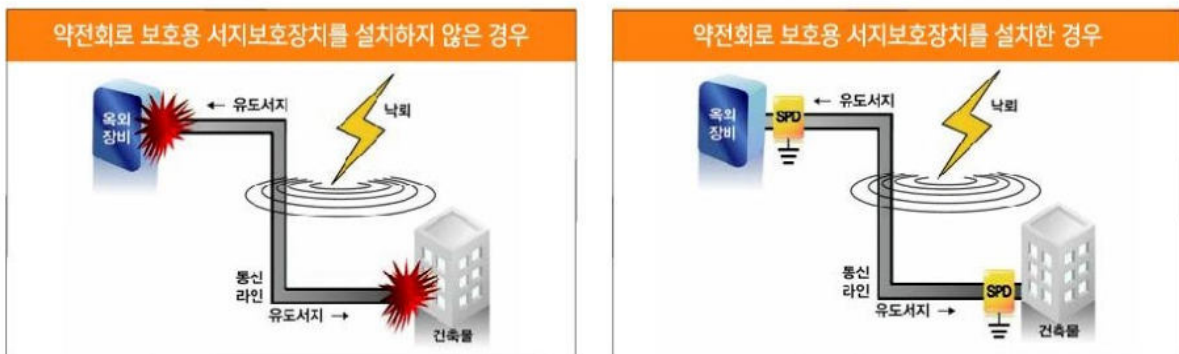 약전회로 보호용 서지보호장치를 설치하지 않은 경우
옥외
장비
← 유도서지
낙뢰
통신
라인
유도서지 →
건축물
약전회로 보호용 서지보호장치를 설치한 경우
옥외
장비
SPD
← 유도서지
낙뢰
통신
라인
유도서지 →
SPD
건축물